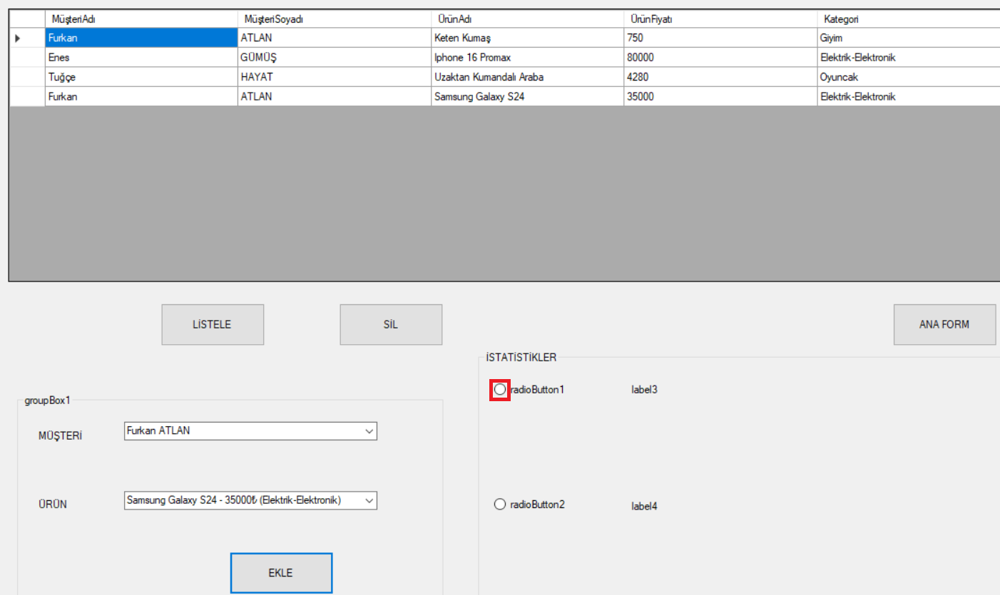 MüşteriAdı MüşteriSoyadı ÜrünAdı ÜrünFiyatı Kategori
Furkan ATLAN Keten Kumaş 750 Giyim
Enes GÜMÜŞ Iphone 16 Promax 80000 Elektrik-Elektronik
Tuğçe HAYAT Uzaktan Kumandalı Araba 4280 Oyuncak
Furkan ATLAN Samsung Galaxy S24 35000 Elektrik-Elektronik
LİSTELE SİL ANA FORM
İSTATİSTİKLER
radioButton1 label3
groupBox1
MÜŞTERİ Furkan ATLAN
ÜRÜN Samsung Galaxy S24 - 35000₺ (Elektrik-Elektronik)
radioButton2 label4
EKLE